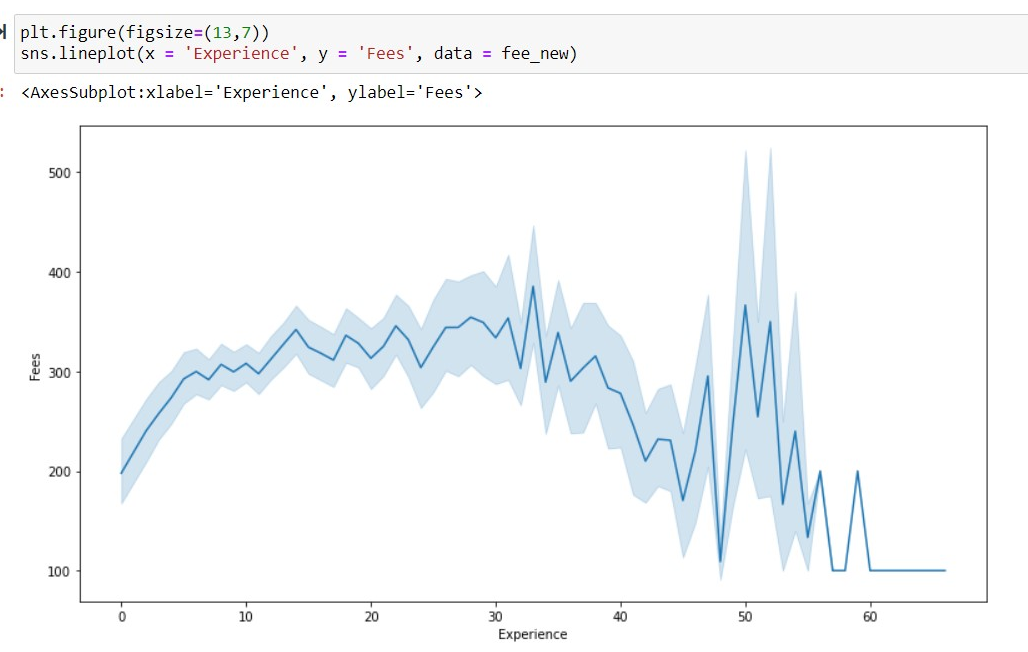 plt.figure(figsize=(13,7))
sns.lineplot(x = 'Experience', y = 'Fees', data = fee_new)
: <AxesSubplot:xlabel='Experience', ylabel='Fees'>
500
400
300
200
100
Fees
0 10 20 30 40 50 60
Experience